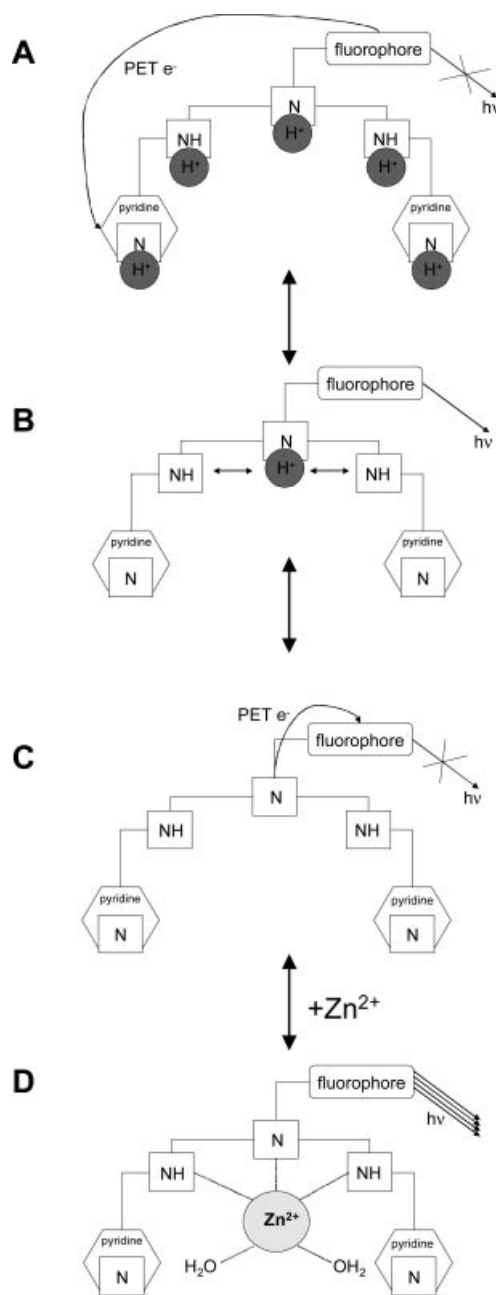 A
fluorophore
PET e-
hν
N
H⁺
NH
H⁺
NH
H⁺
pyridine
N
H⁺
pyridine
N
H⁺
B
fluorophore
hν
N
H⁺
NH
NH
pyridine
N
pyridine
N
C
PET e-
fluorophore
hν
N
NH
NH
pyridine
N
pyridine
N
+Zn²⁺
D
fluorophore
hν
N
NH
NH
Zn²⁺
pyridine
N
pyridine
N
H₂O
OH₂